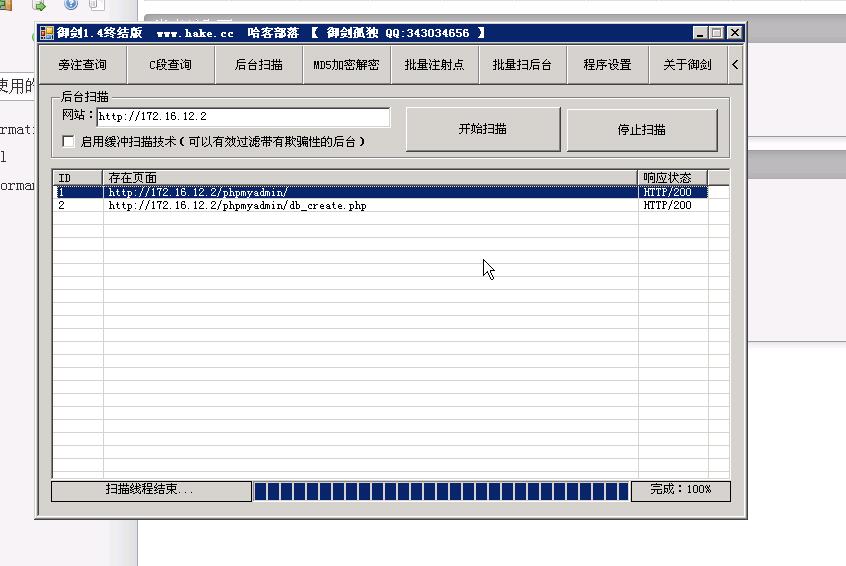 御剑1.4终结版 www.hake.cc 哈客部落 【 御剑孤独 QQ:343034656 】
旁注查询 C段查询 后台扫描 MD5加密解密 批量注射点 批量扫后台 程序设置 关于御剑 <
后台扫描
网站：http://172.16.12.2
开始扫描 停止扫描
启用缓冲扫描技术(可以有效过滤带有欺骗性的后台)
ID 存在页面 响应状态
1 http://172.16.12.2/phpmyadmin/ HTTP/200
2 http://172.16.12.2/phpmyadmin/db_create.php HTTP/200
扫描线程结束... 完成：100%
使用的
rmati
l
orman